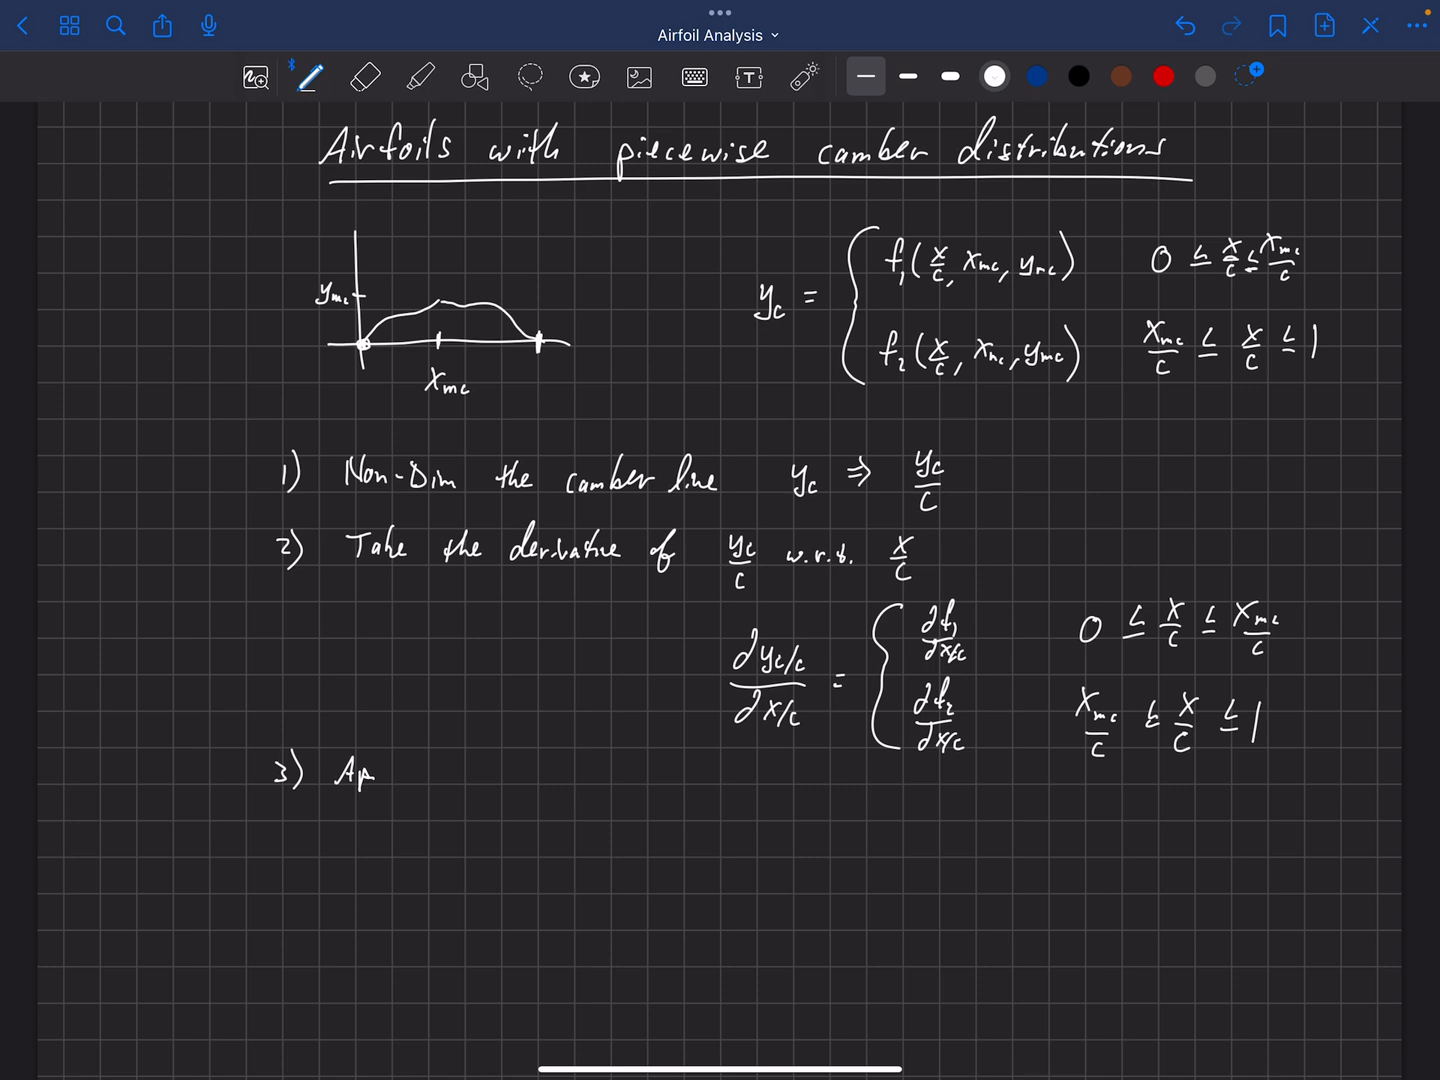 Airfoil Analysis
Airfoils with piecewise camber distributions
y_mc
x_mc
y_c = { f_1(x/c, x_mc, y_mc) 0 ≤ x/c ≤ x_mc/c
f_2(x/c, x_mc, y_mc) x_mc/c ≤ x/c ≤ 1
1) Non-Dim the camber line y_c ⇒ y_c/c
2) Take the derivative of y_c/c w.r.t. x/c
∂y_c/c / ∂x/c = { ∂f_1/∂x/c 0 ≤ x/c ≤ x_mc/c
∂f_2/∂x/c x_mc/c ≤ x/c ≤ 1
3) Ap